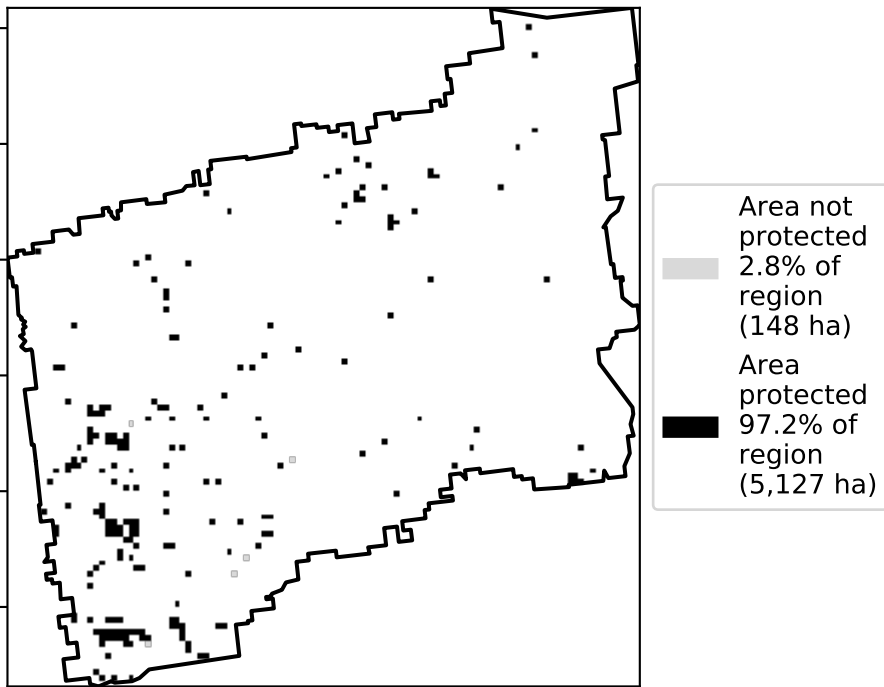 Area not
protected
2.8% of
region
(148 ha)
Area
protected
97.2% of
region
(5,127 ha)